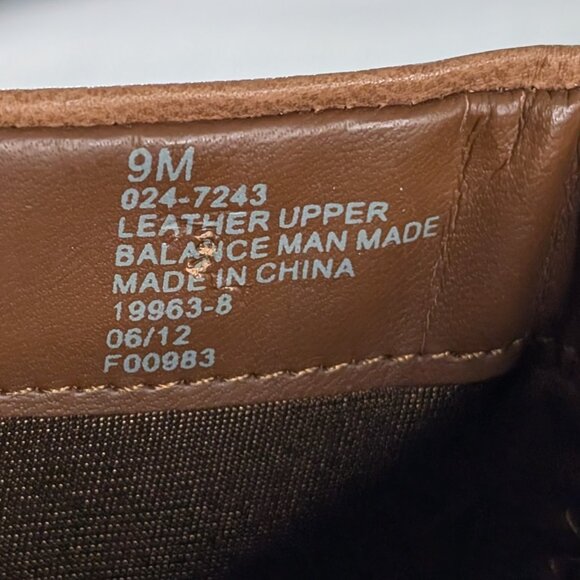 9M
024-7243
LEATHER UPPER
BALANCE MAN MADE
MADE IN CHINA
19963-8
06/12
F00983